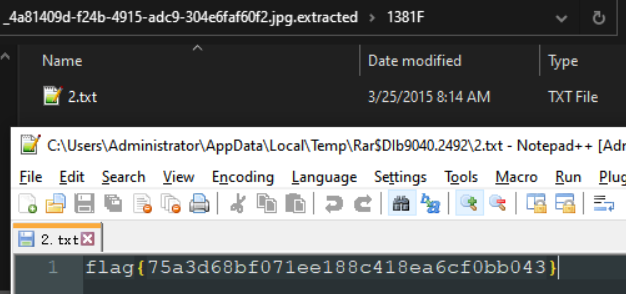 _4a81409d-f24b-4915-adc9-304e6faf60f2.jpg.extracted > 1381F
Name Date modified Type
2.txt 3/25/2015 8:14 AM TXT File
C:\Users\Administrator\AppData\Local\Temp\Rar$DIb9040.2492\2.txt - Notepad++ [Adm
File Edit Search View Encoding Language Settings Tools Macro Run Plug
2. txt
1 flag{75a3d68bf071ee188c418ea6cf0bb043}